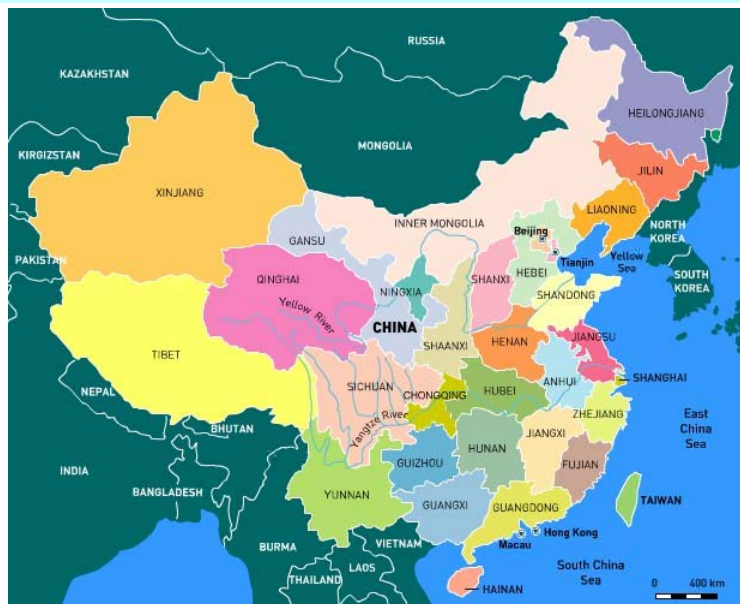 RUSSIA
KAZAKHSTAN
HEILONGJIANG
MONGOLIA
KIRGIZSTAN
JILIN
XINJIANG
LIAONING
INNER MONGOLIA
NORTH
KOREA
Beijing
GANSU
PAKISTAN
Tianjin
Yellow
Sea
HEBEI
SHANXI
SOUTH
KOREA
QINGHAI
NINGXIA
SHANDONG
Yellow River
CHINA
SHAANXI
HENAN
JIANGSU
TIBET
SHANGHAI
SICHUAN
ANHUI
CHONGQING
HUBEI
NEPAL
ZHEJIANG
East
China
Sea
Yangtze River
BHUTAN
JIANGXI
HUNAN
GUIZHOU
FUJIAN
INDIA
BANGLADESH
YUNNAN
TAIWAN
GUANGXI
GUANGDONG
Hong Kong
Macau
BURMA
VIETNAM
LAOS
South China
Sea
THAILAND
0 400 km
HAINAN